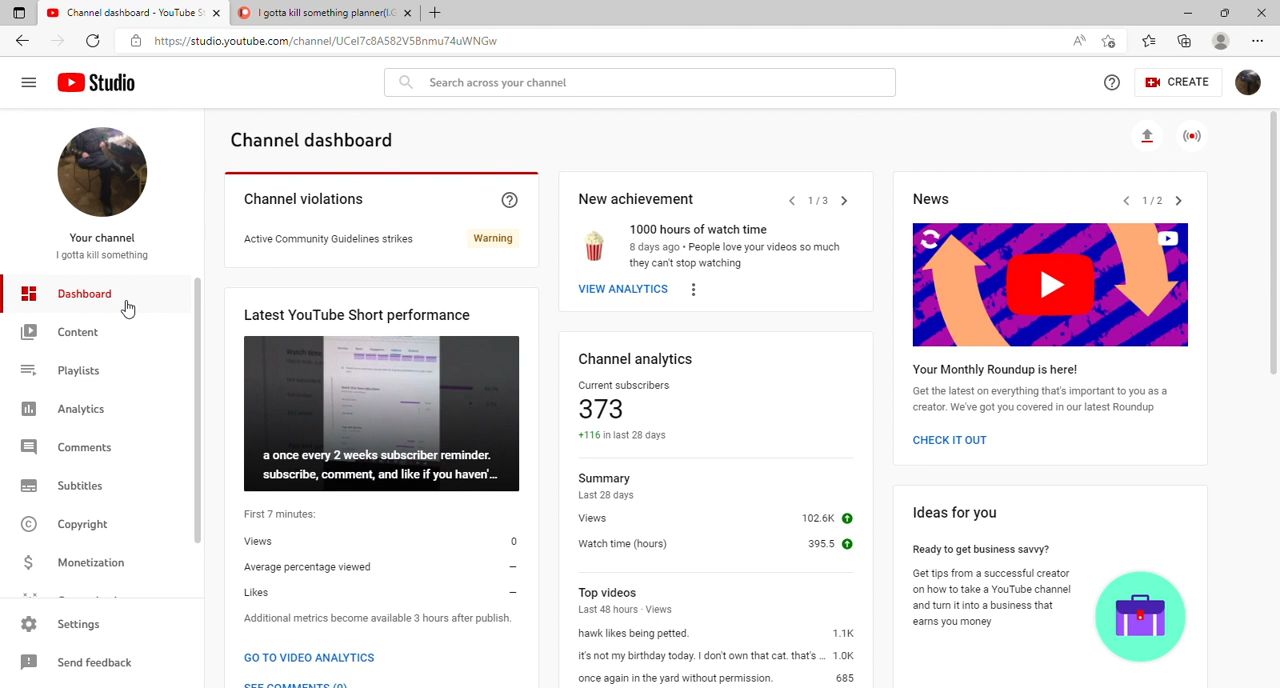 Channel dashboard - YouTube St
I gotta kill something planner(I.G
https://studio.youtube.com/channel/UCeI7c8A582V5Bnmu74uWNGw
Studio
Search across your channel
CREATE
Your channel
I gotta kill something
Dashboard
Content
Playlists
Analytics
Comments
Subtitles
Copyright
Monetization
Settings
Send feedback
Channel dashboard
Channel violations
Active Community Guidelines strikes
Warning
Latest YouTube Short performance
a once every 2 weeks subscriber reminder.
subscribe, comment, and like if you haven'...
First 7 minutes:
Views 0
Average percentage viewed –
Likes –
Additional metrics become available 3 hours after publish.
GO TO VIDEO ANALYTICS
SEE COMMENTS (0)
New achievement
1 / 3
1000 hours of watch time
8 days ago • People love your videos so much
they can't stop watching
VIEW ANALYTICS
Channel analytics
Current subscribers
373
+116 in last 28 days
Summary
Last 28 days
Views 102.6K
Watch time (hours) 395.5
Top videos
Last 48 hours · Views
hawk likes being petted. 1.1K
it's not my birthday today. I don't own that cat. that's ... 1.0K
once again in the yard without permission. 685
News
1 / 2
Your Monthly Roundup is here!
Get the latest on everything that's important to you as a
creator. We've got you covered in our latest Roundup
CHECK IT OUT
Ideas for you
Ready to get business savvy?
Get tips from a successful creator
on how to take a YouTube channel
and turn it into a business that
earns you money